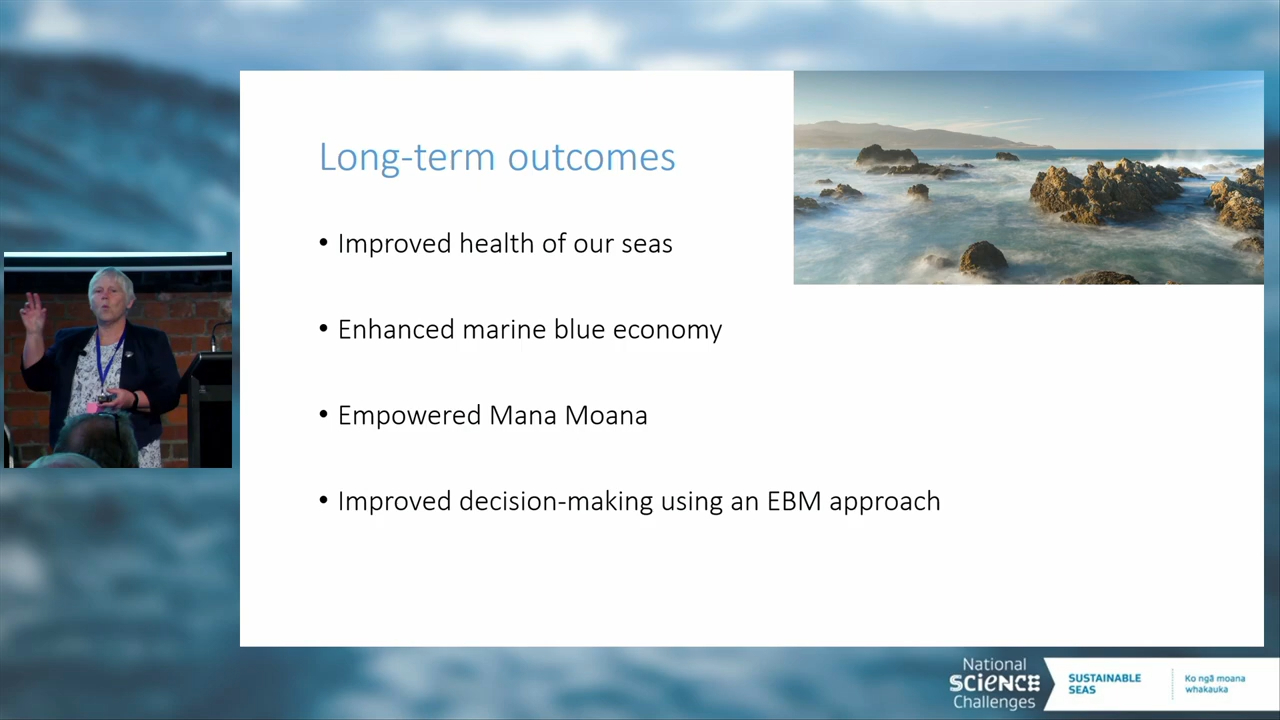 Long-term outcomes
• Improved health of our seas
• Enhanced marine blue economy
• Empowered Mana Moana
• Improved decision-making using an EBM approach
National
SCIENCE
Challenges
SUSTAINABLE
SEAS
Ko ngā moana
whakauka